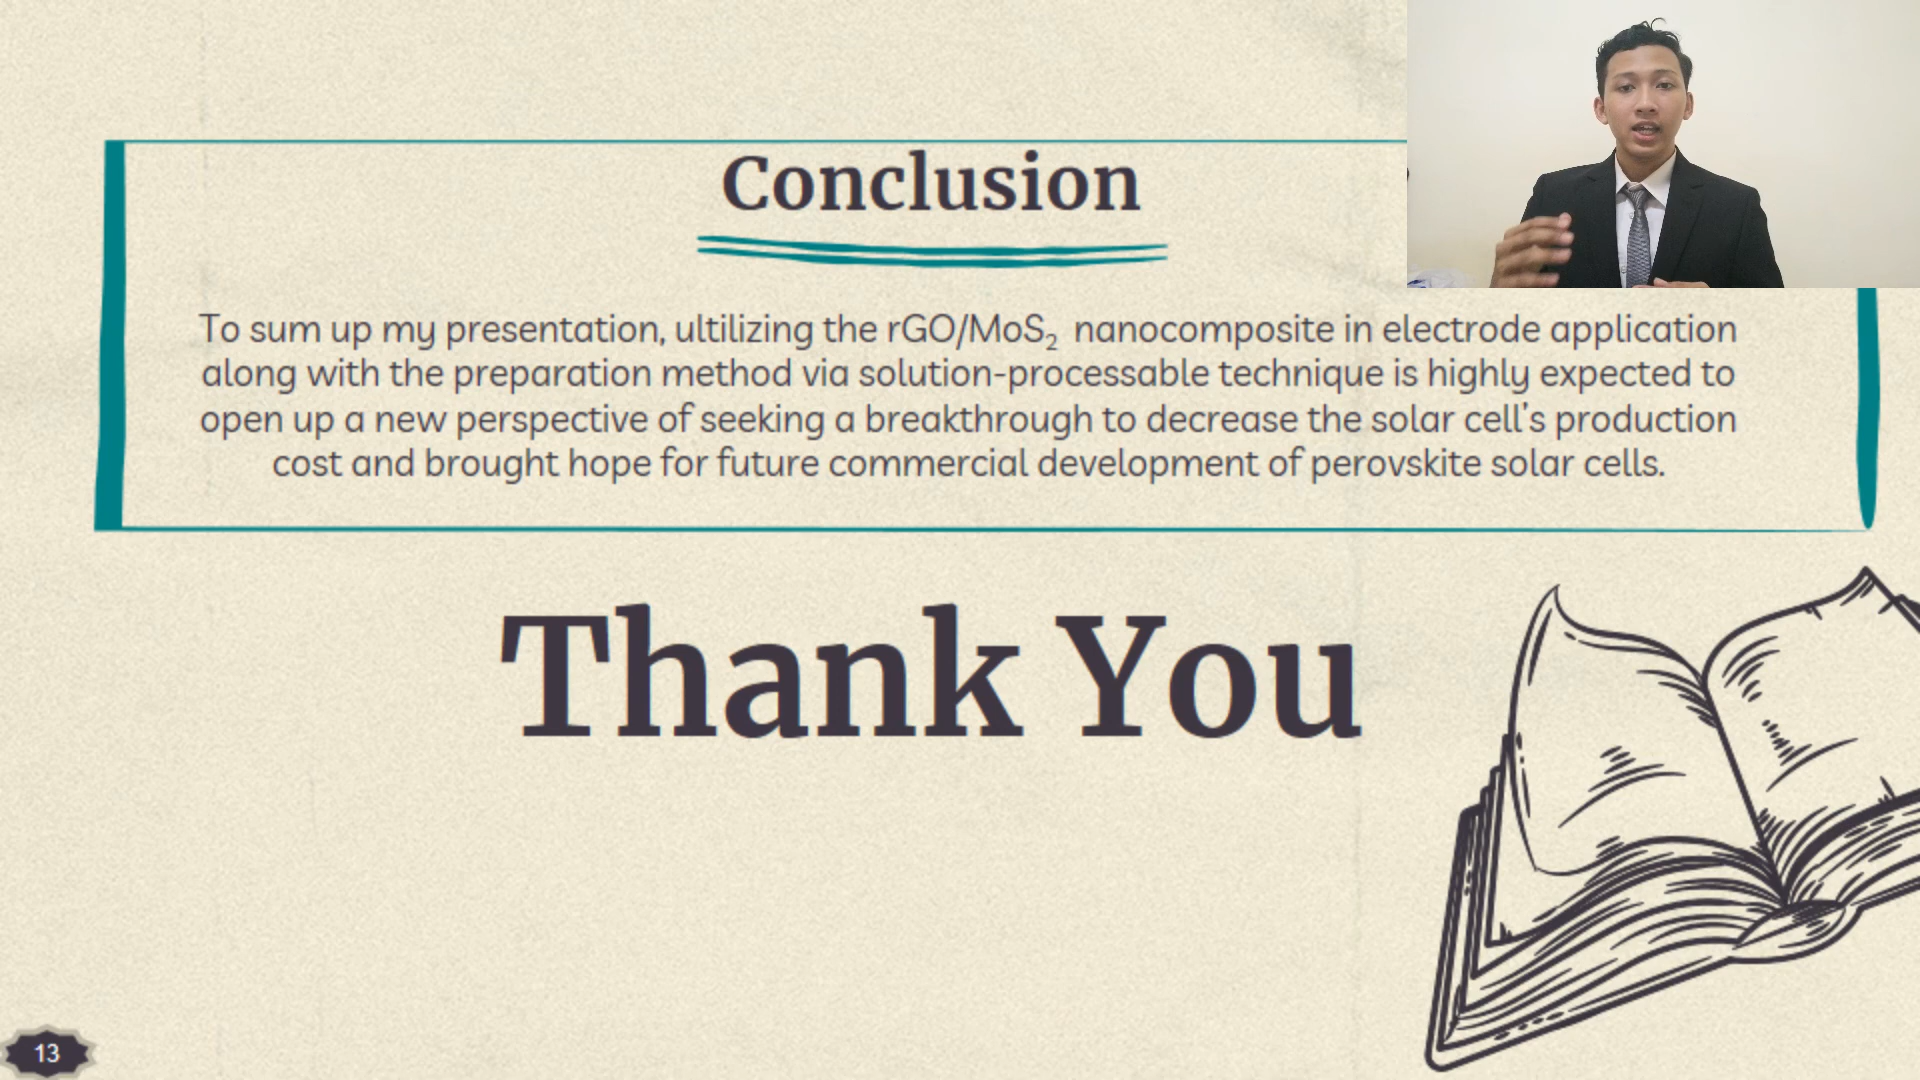 Conclusion
To sum up my presentation, ultilizing the rGO/MoS₂ nanocomposite in electrode application
along with the preparation method via solution-processable technique is highly expected to
open up a new perspective of seeking a breakthrough to decrease the solar cell's production
cost and brought hope for future commercial development of perovskite solar cells.
Thank You
13